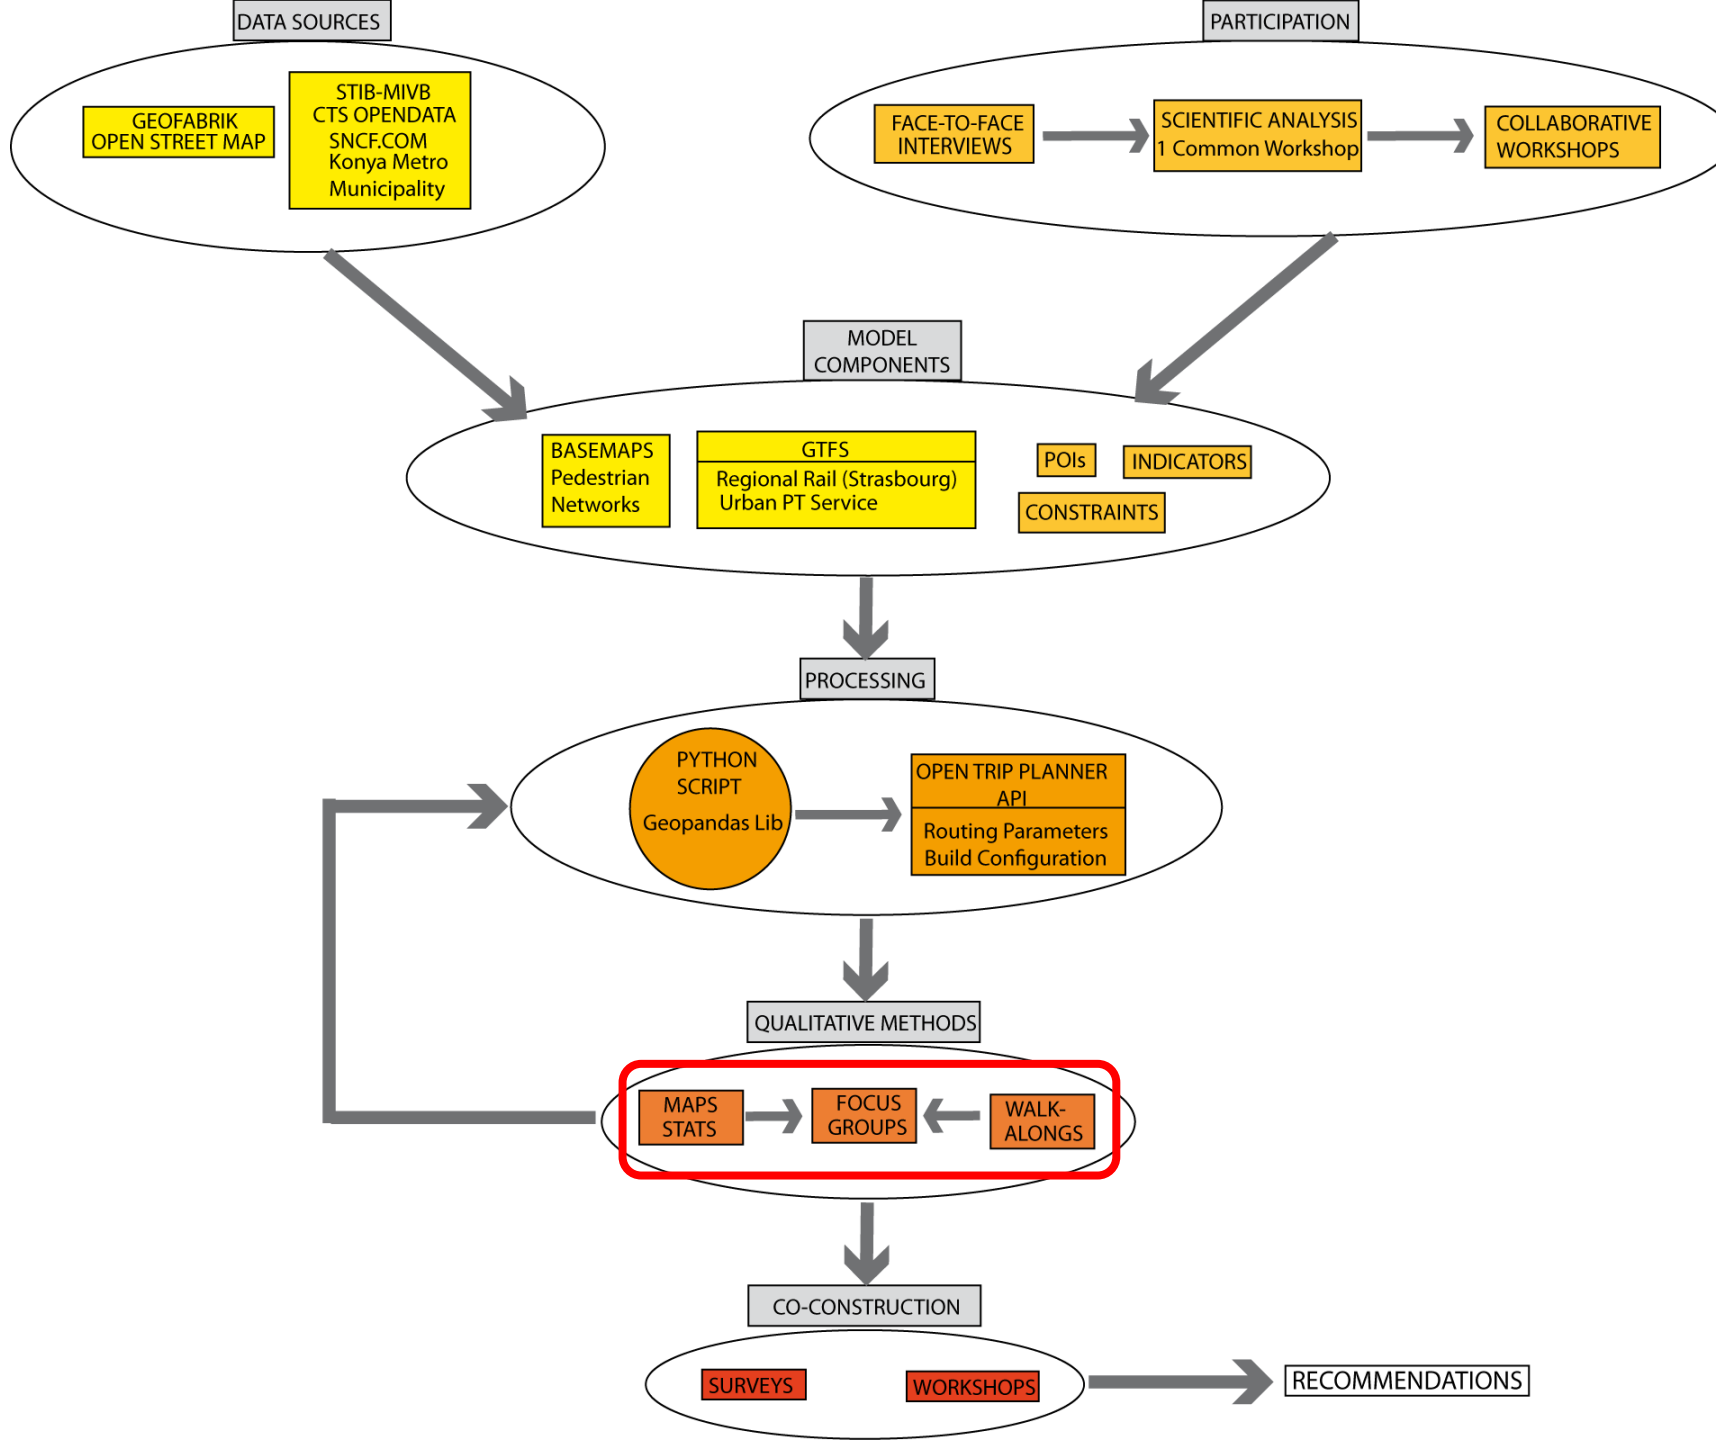 DATA SOURCES
PARTICIPATION
GEOFABRIK
OPEN STREET MAP
STIB-MIVB
CTS OPENDATA
SNCF.COM
Konya Metro
Municipality
FACE-TO-FACE
INTERVIEWS
SCIENTIFIC ANALYSIS
1 Common Workshop
COLLABORATIVE
WORKSHOPS
MODEL
COMPONENTS
BASEMAPS
Pedestrian
Networks
GTFS
Regional Rail (Strasbourg)
Urban PT Service
POIs
INDICATORS
CONSTRAINTS
PROCESSING
PYTHON
SCRIPT
Geopandas Lib
OPEN TRIP PLANNER
API
Routing Parameters
Build Configuration
QUALITATIVE METHODS
MAPS
STATS
FOCUS
GROUPS
WALK-
ALONGS
CO-CONSTRUCTION
SURVEYS
WORKSHOPS
RECOMMENDATIONS